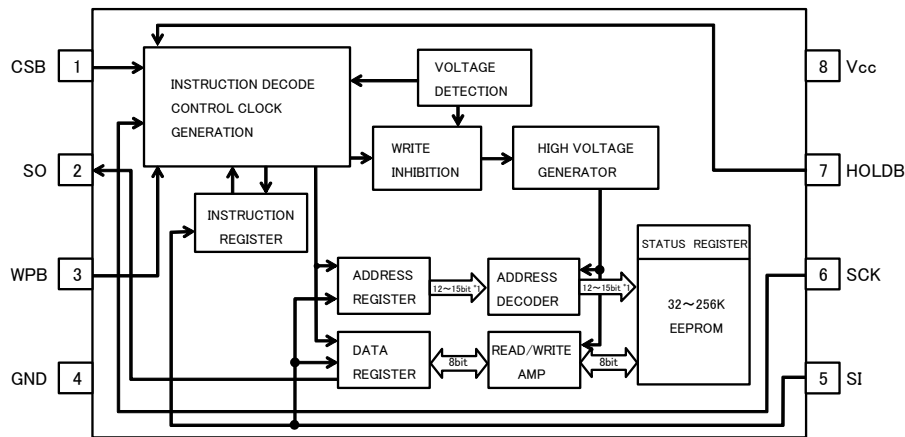 CSB
1
INSTRUCTION DECODE
CONTROL CLOCK
GENERATION
VOLTAGE
DETECTION
8
Vcc
SO
2
WRITE
INHIBITION
HIGH VOLTAGE
GENERATOR
7
HOLDB
INSTRUCTION
REGISTER
STATUS REGISTER
WPB
3
ADDRESS
REGISTER
12～15bit *1
ADDRESS
DECODER
12～15bit *1
32～256K
EEPROM
6
SCK
GND
4
DATA
REGISTER
8bit
READ/WRITE
AMP
8bit
5
SI